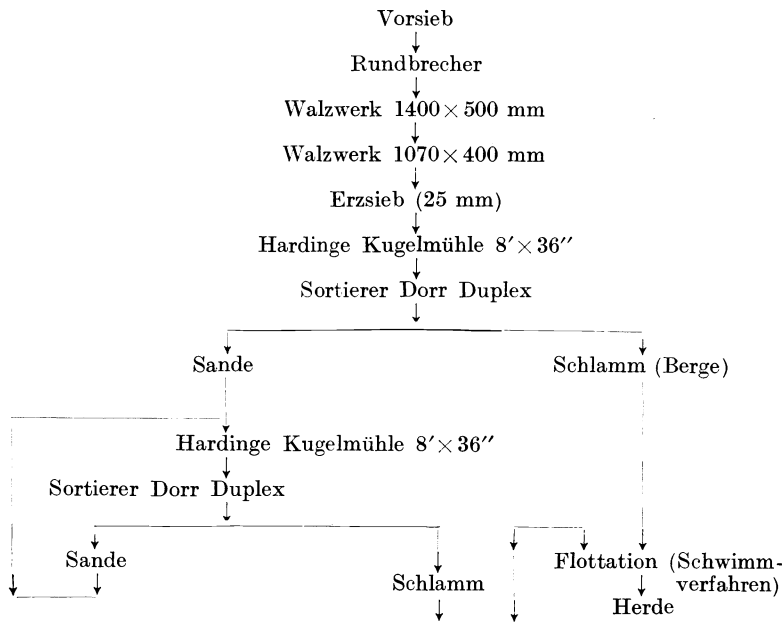 Vorsieb
Rundbrecher
Walzwerk 1400×500 mm
Walzwerk 1070×400 mm
Erzsieb (25 mm)
Hardinge Kugelmühle 8′×36″
Sortierer Dorr Duplex
Sande
Schlamm (Berge)
Hardinge Kugelmühle 8′×36″
Sortierer Dorr Duplex
Sande
Schlamm
Flottation (Schwimm-
verfahren)
Herde